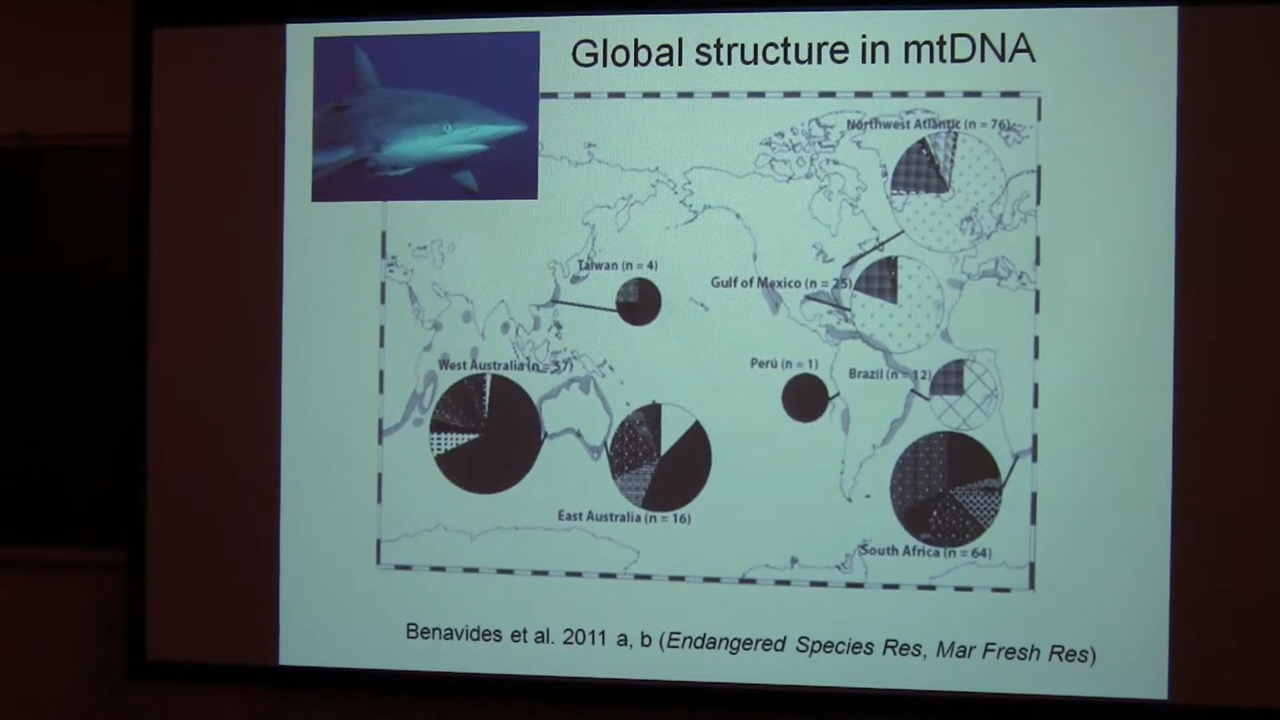 Global structure in mtDNA
Northwest Atlantic (n = 76)
Taiwan (n = 4)
Gulf of Mexico (n = 25)
West Australia (n = 57)
Perú (n = 1)
Brazil (n = 12)
East Australia (n = 16)
South Africa (n = 64)
Benavides et al. 2011 a, b (Endangered Species Res, Mar Fresh Res)